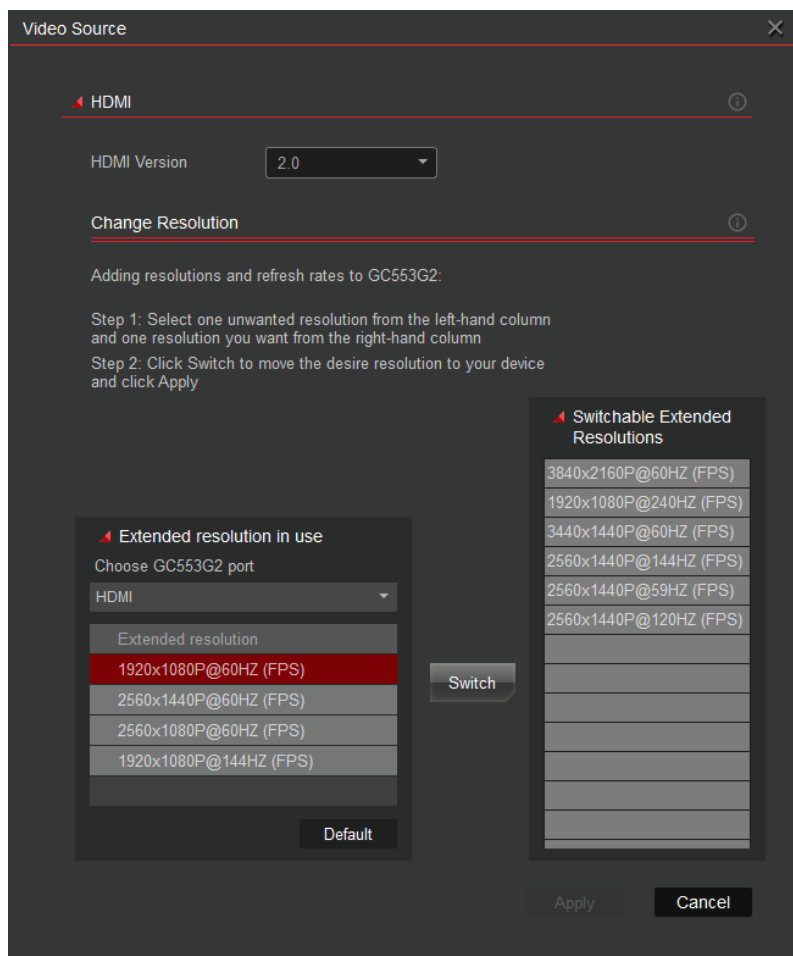 Video Source
HDMI
HDMI Version
2.0
Change Resolution
Adding resolutions and refresh rates to GC553G2:
Step 1: Select one unwanted resolution from the left-hand column
and one resolution you want from the right-hand column
Step 2: Click Switch to move the desire resolution to your device
and click Apply
Extended resolution in use
Choose GC553G2 port
HDMI
Extended resolution
1920x1080P@60HZ (FPS)
2560x1440P@60HZ (FPS)
2560x1080P@60HZ (FPS)
1920x1080P@144HZ (FPS)
Default
Switch
Switchable Extended
Resolutions
3840x2160P@60HZ (FPS)
1920x1080P@240HZ (FPS)
3440x1440P@60HZ (FPS)
2560x1440P@144HZ (FPS)
2560x1440P@59HZ (FPS)
2560x1440P@120HZ (FPS)
Apply
Cancel